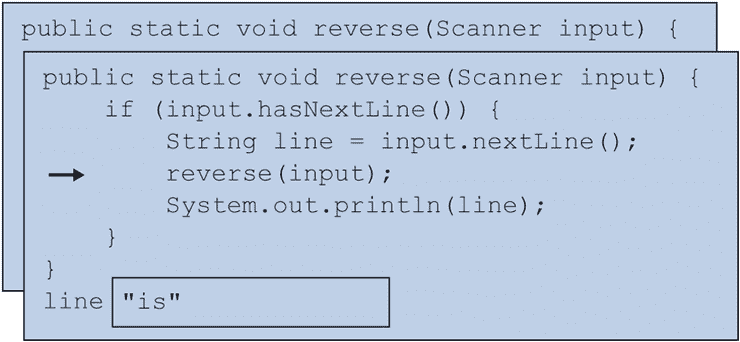 public static void reverse(Scanner input) {
public static void reverse(Scanner input) {
    if (input.hasNextLine()) {
        String line = input.nextLine();
        reverse(input);
        System.out.println(line);
    }
}
line "is"